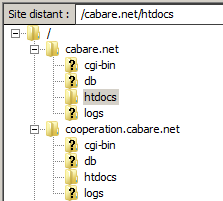 Site distant : /cabare.net/htdocs
/
cabare.net
cgi-bin
db
htdocs
logs
cooperation.cabare.net
cgi-bin
db
htdocs
logs